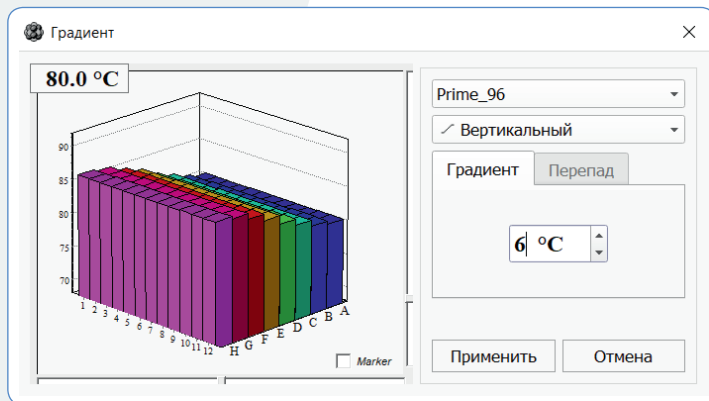 Градиент
80.0 °C
90
85
80
75
70
1 2 3 4 5 6 7 8 9 10 11 12
H G F E D C B A
Marker
Prime_96
Вертикальный
Градиент Перепад
6 °C
Применить Отмена